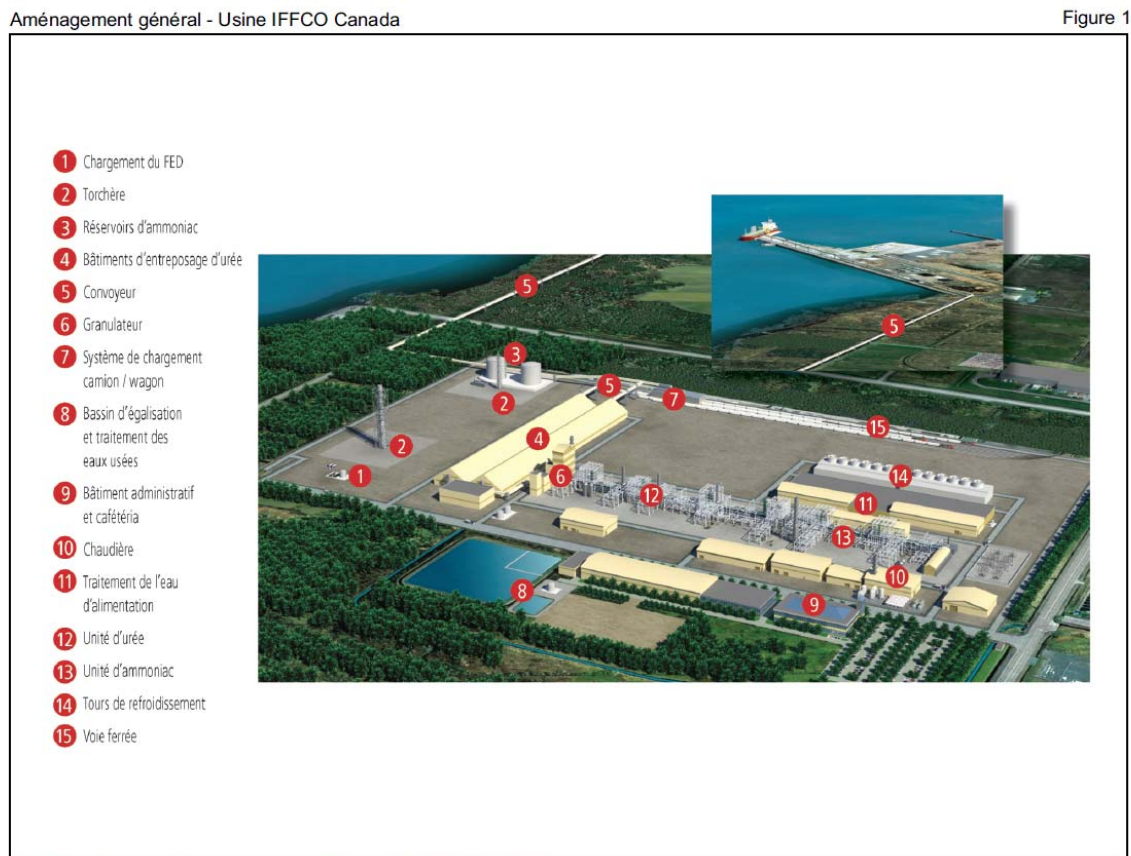 Aménagement général - Usine IFFCO Canada
Figure 1
1 Chargement du FED
2 Torchère
3 Réservoirs d'ammoniac
4 Bâtiments d'entreposage d'urée
5 Convoyeur
6 Granulateur
7 Système de chargement
camion / wagon
8 Bassin d'égalisation
et traitement des
eaux usées
9 Bâtiment administratif
et cafétéria
10 Chaudière
11 Traitement de l'eau
d'alimentation
12 Unité d'urée
13 Unité d'ammoniac
14 Tours de refroidissement
15 Voie ferrée
5
5
3
5
2
7
15
4
2
14
1
6
12
11
13
10
8
9